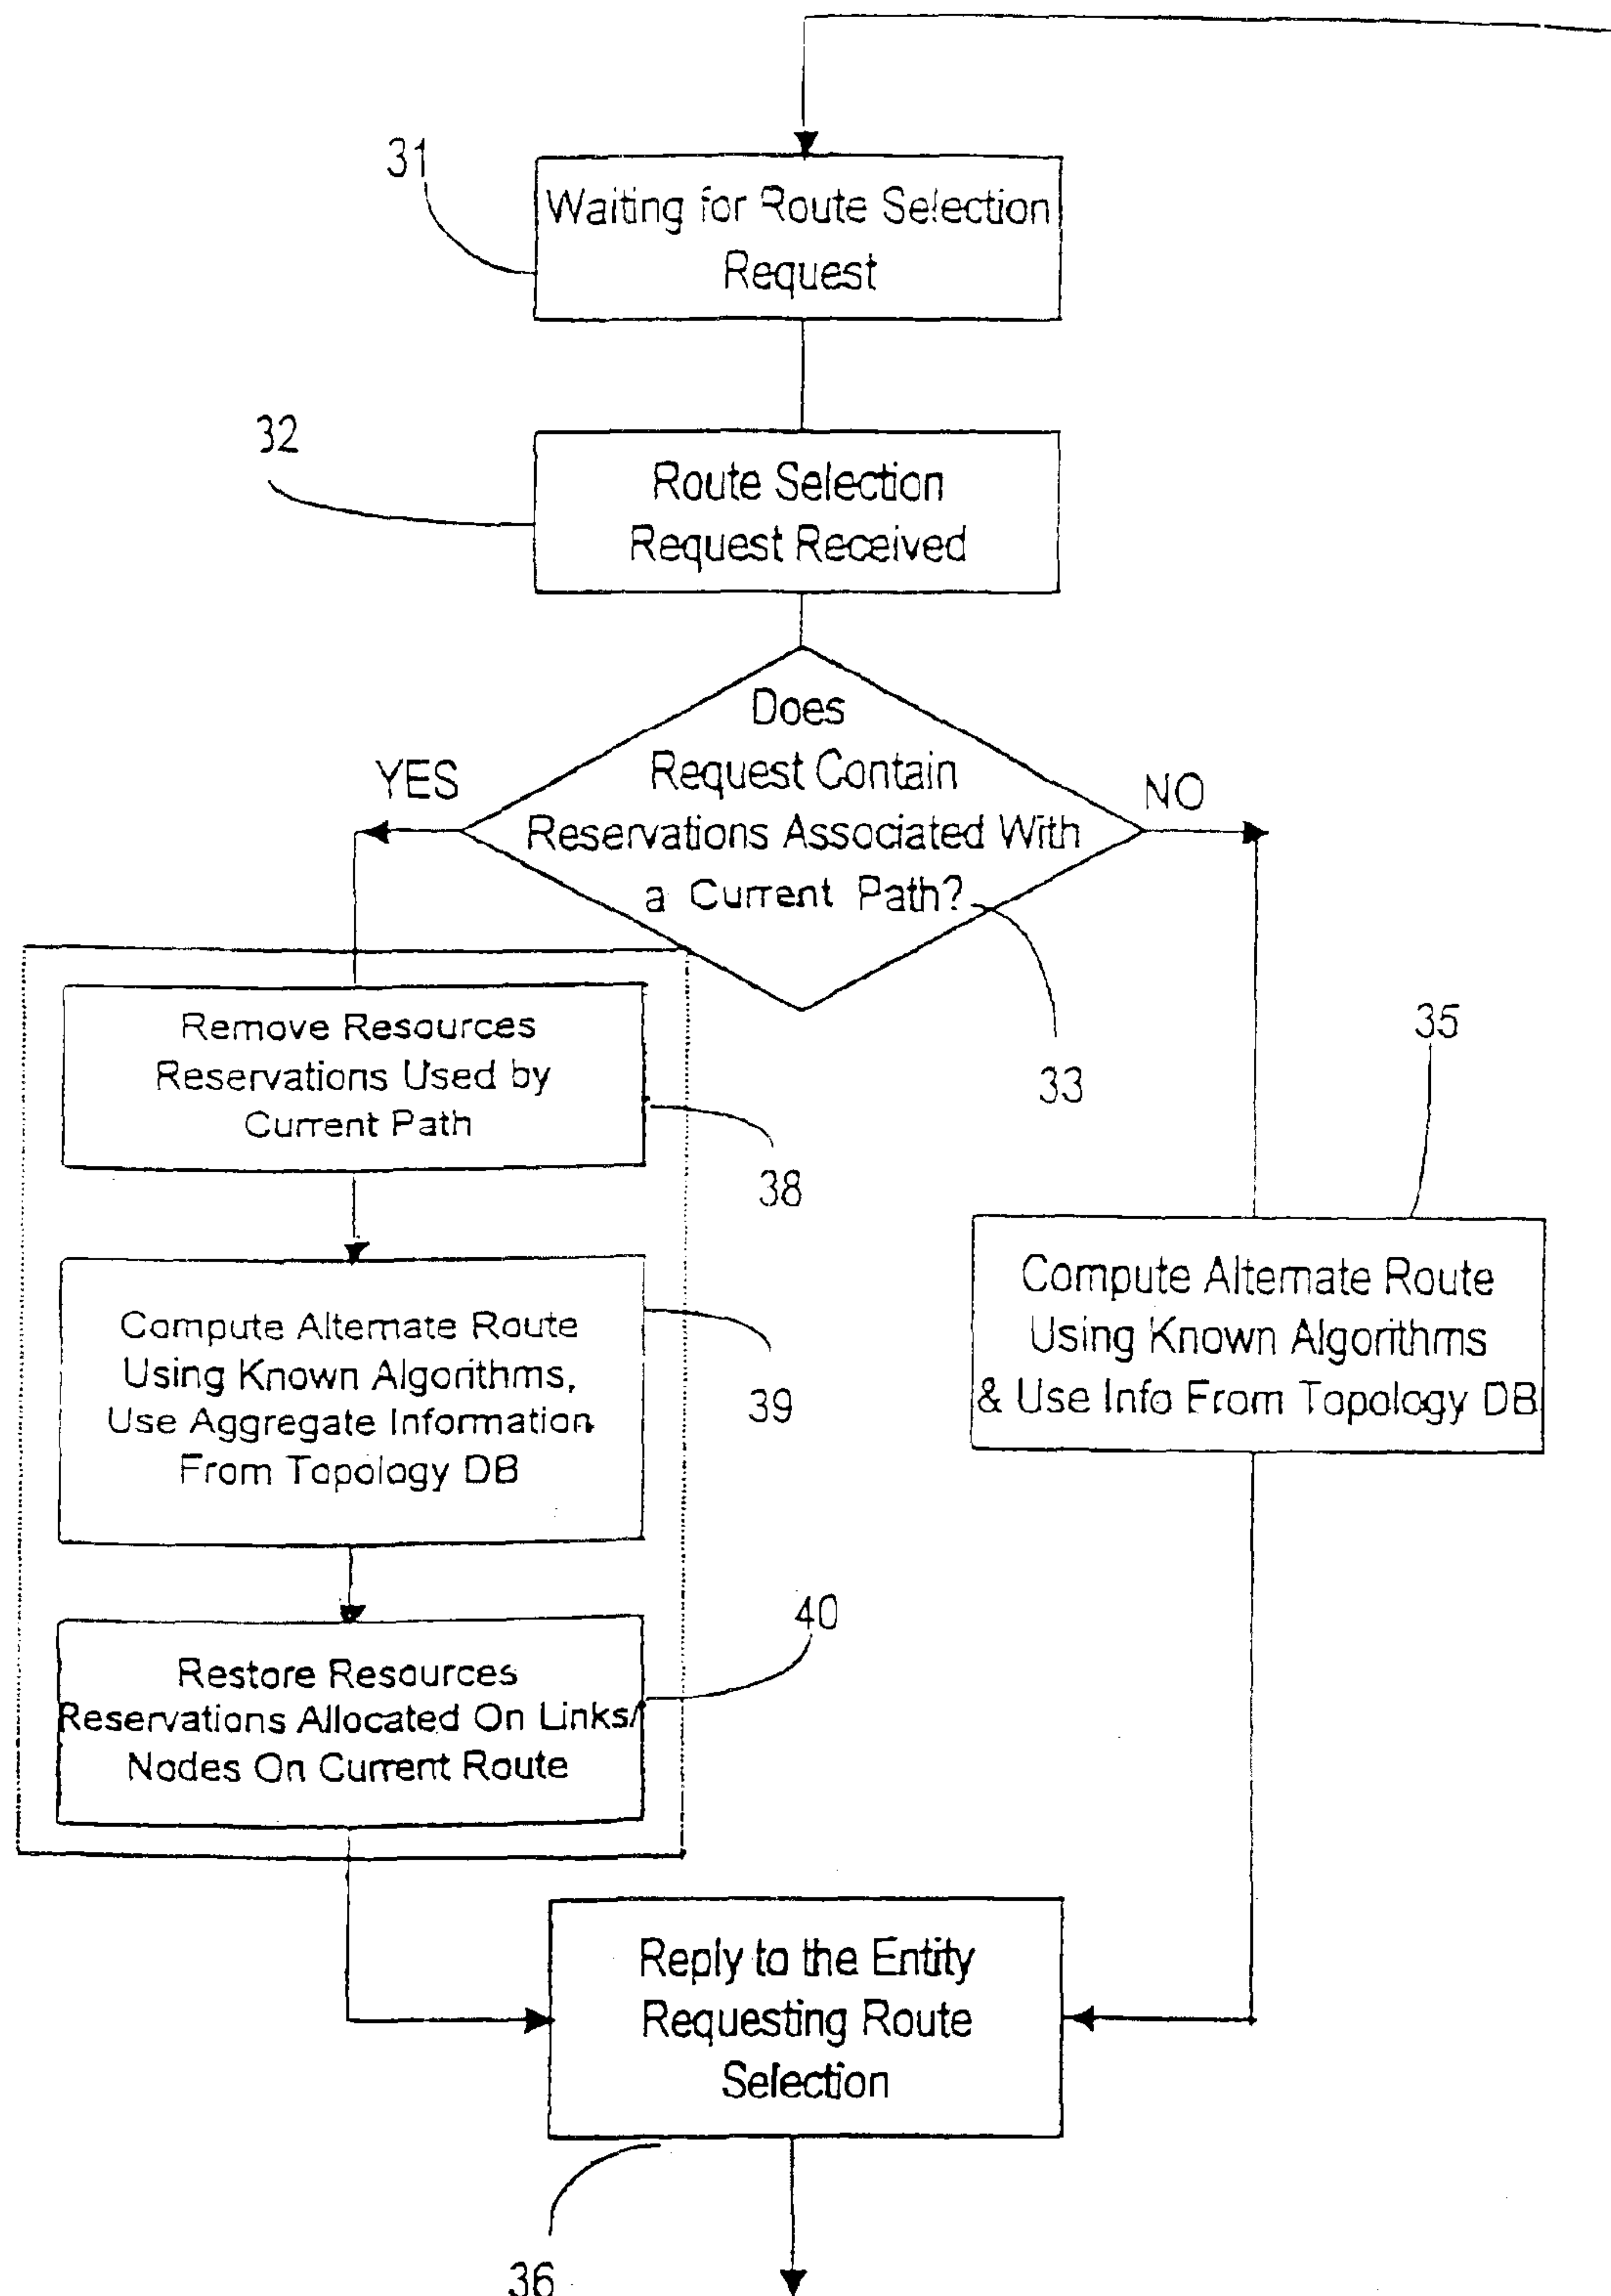 31
Waiting for Route Selection
Request
32
Route Selection
Request Received
Does
Request Contain
Reservations Associated With
a Current Path?
YES
NO
33
Remove Resources
Reservations Used by
Current Path
38
35
Compute Alternate Route
Using Known Algorithms
& Use Info From Topology DB
Compute Alternate Route
Using Known Algorithms,
Use Aggregate Information
From Topology DB
39
40
Restore Resources
Reservations Allocated On Links/
Nodes On Current Route
Reply to the Entity
Requesting Route
Selection
36